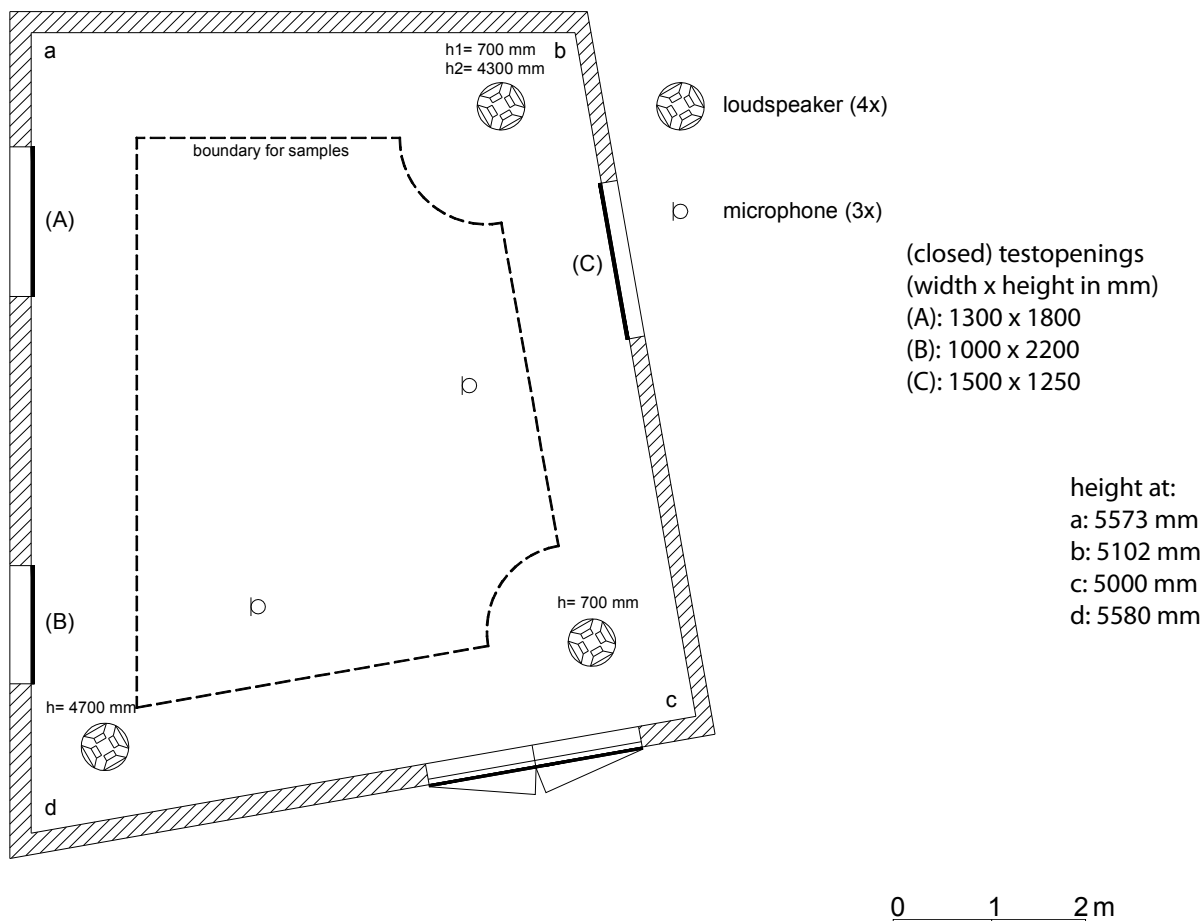 a
h1= 700 mm
h2= 4300 mm
b
loudspeaker (4x)
boundary for samples
(A)
microphone (3x)
(C)
(closed) testopenings
(width x height in mm)
(A): 1300 x 1800
(B): 1000 x 2200
(C): 1500 x 1250
height at:
a: 5573 mm
b: 5102 mm
c: 5000 mm
d: 5580 mm
h= 700 mm
(B)
c
h= 4700 mm
d
0 1 2 m